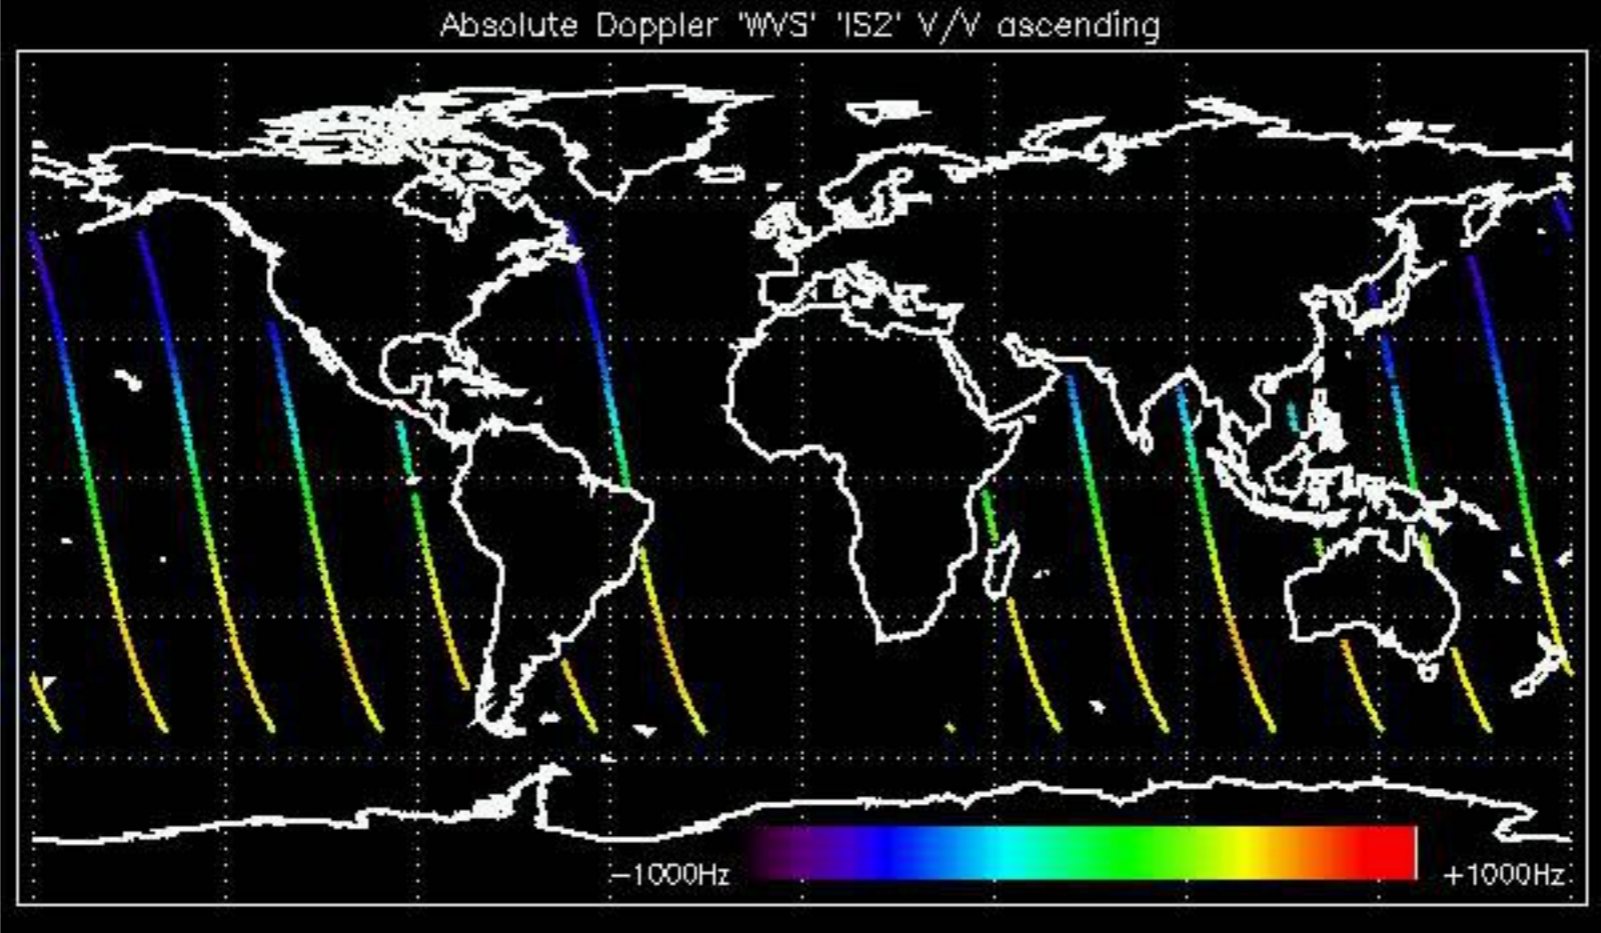 Absolute Doppler 'WVS' 'IS2' V/V ascending
-1000Hz +1000Hz